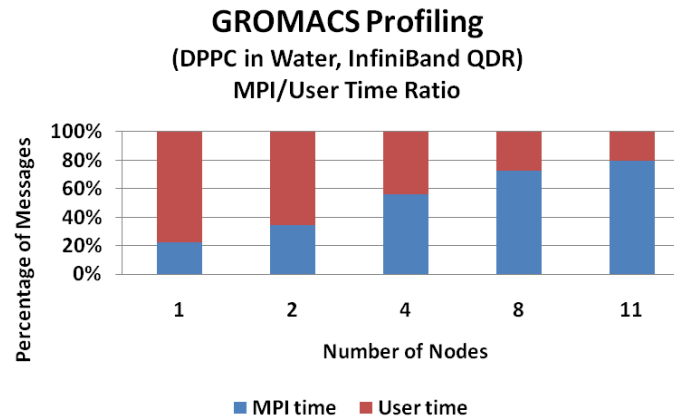 GROMACS Profiling
(DPPC in Water, InfiniBand QDR)
MPI/User Time Ratio
Percentage of Messages
100%
80%
60%
40%
20%
0%
1 2 4 8 11
Number of Nodes
MPI time User time